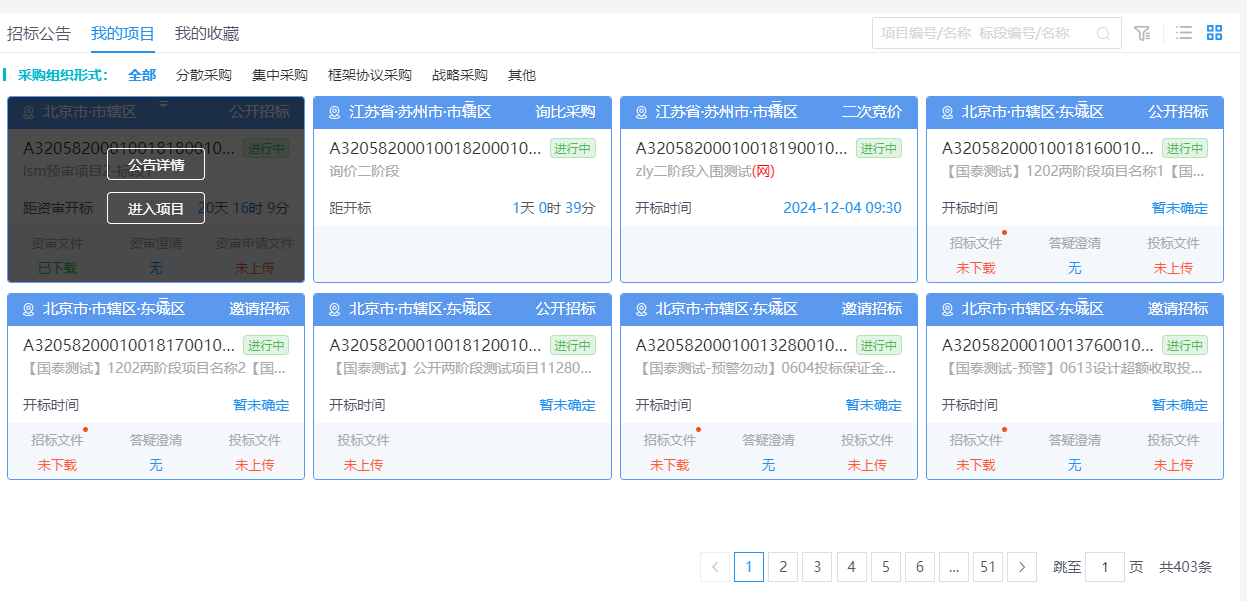 招标公告 我的项目 我的收藏 项目编号/名称 标段编号/名称
采购组织形式： 全部 分散采购 集中采购 框架协议采购 战略采购 其他
北京市·市辖区 公开招标
A32058200010018180010... 进行中
lsm预审项目2-标段1
公告详情
距资审开标 20天 16时 9分
进入项目
资审文件 资审澄清 资审申请文件
已下载 无 未上传
江苏省·苏州市·市辖区 询比采购
A32058200010018200010... 进行中
询价二阶段
距开标 1天 0时 39分
江苏省·苏州市·市辖区 二次竞价
A32058200010018190010... 进行中
zly二阶段入围测试(网)
开标时间 2024-12-04 09:30
北京市·市辖区·东城区 公开招标
A32058200010018160010... 进行中
【国泰测试】1202两阶段项目名称1【国...
开标时间 暂未确定
招标文件 答疑澄清 投标文件
未下载 无 未上传
北京市·市辖区·东城区 邀请招标
A32058200010018170010... 进行中
【国泰测试】1202两阶段项目名称2【国...
开标时间 暂未确定
招标文件 答疑澄清 投标文件
未下载 无 未上传
北京市·市辖区·东城区 公开招标
A32058200010018120010... 进行中
【国泰测试】公开两阶段测试项目11280...
开标时间 暂未确定
投标文件
未上传
北京市·市辖区·东城区 邀请招标
A32058200010013280010... 进行中
【国泰测试-预警勿动】0604投标保证金...
开标时间 暂未确定
招标文件 答疑澄清 投标文件
未下载 无 未上传
北京市·市辖区·东城区 邀请招标
A32058200010013760010... 进行中
【国泰测试-预警】0613设计超额收取投...
开标时间 暂未确定
招标文件 答疑澄清 投标文件
未下载 无 未上传
1 2 3 4 5 6 ... 51 跳至 1 页 共403条